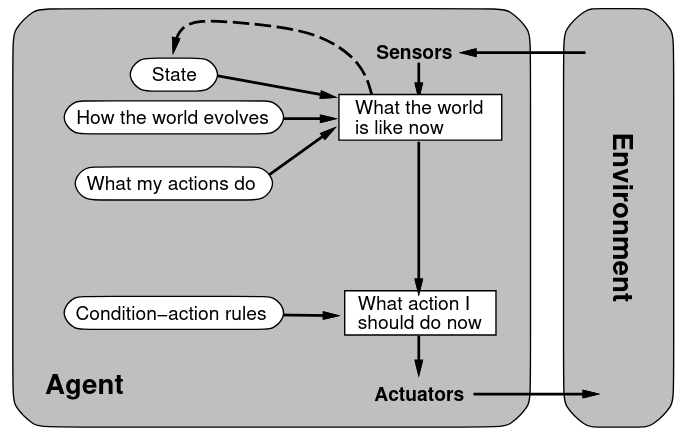 Sensors
State
What the world
is like now
How the world evolves
What my actions do
Environment
What action I
should do now
Condition−action rules
Agent
Actuators